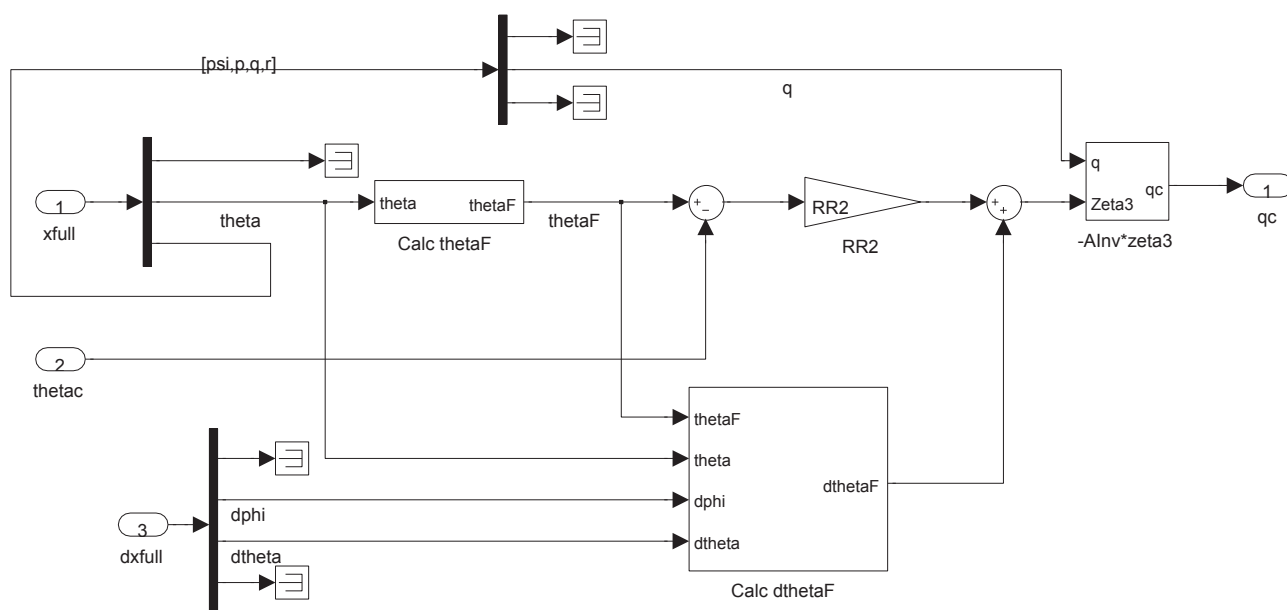 [psi,p,q,r]
q
1
xfull
theta
theta
thetaF
Calc thetaF
thetaF
+
−
RR2
RR2
+
+
q
Zeta3
qc
-AInv*zeta3
1
qc
2
thetac
3
dxfull
dphi
dtheta
thetaF
theta
dphi
dtheta
dthetaF
Calc dthetaF